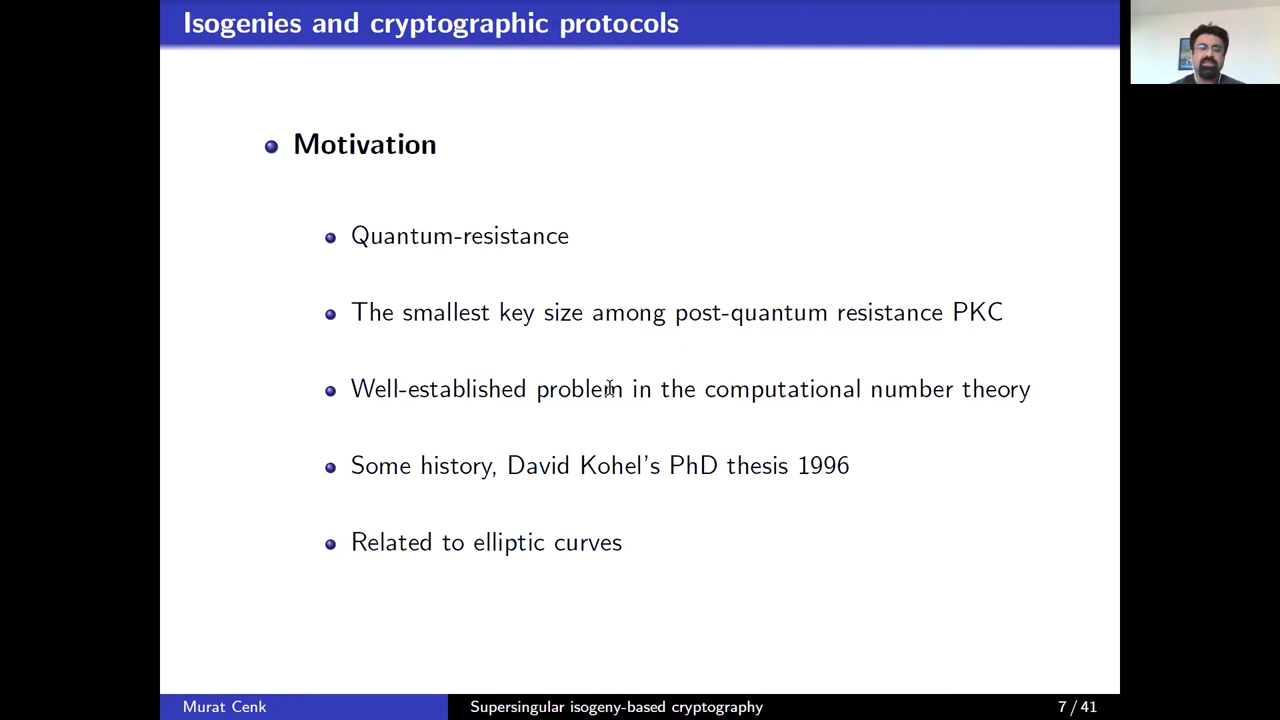 Isogenies and cryptographic protocols
Motivation
Quantum-resistance
The smallest key size among post-quantum resistance PKC
Well-established problem in the computational number theory
Some history, David Kohel's PhD thesis 1996
Related to elliptic curves
Murat Cenk
Supersingular isogeny-based cryptography
7 / 41